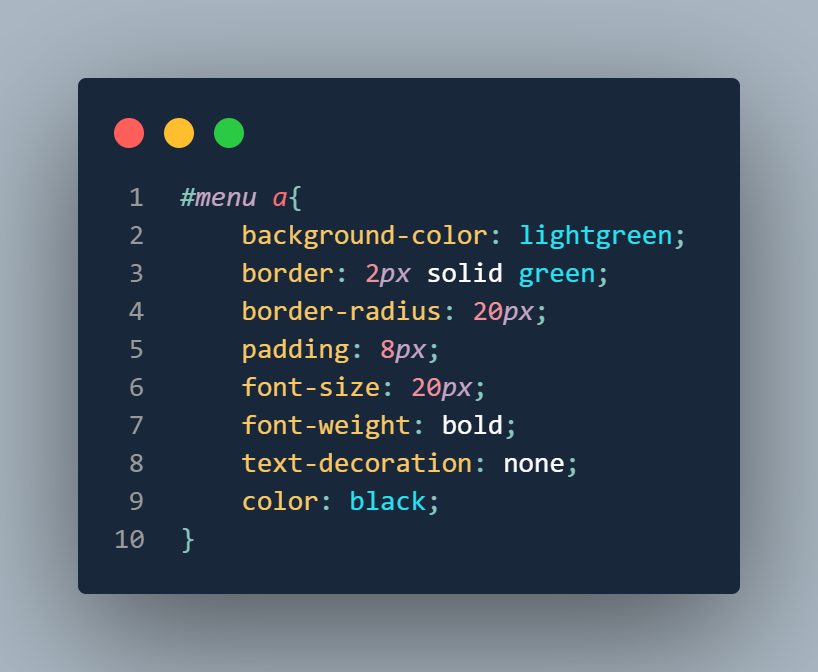 1 #menu a{
2     background-color: lightgreen;
3     border: 2px solid green;
4     border-radius: 20px;
5     padding: 8px;
6     font-size: 20px;
7     font-weight: bold;
8     text-decoration: none;
9     color: black;
10 }